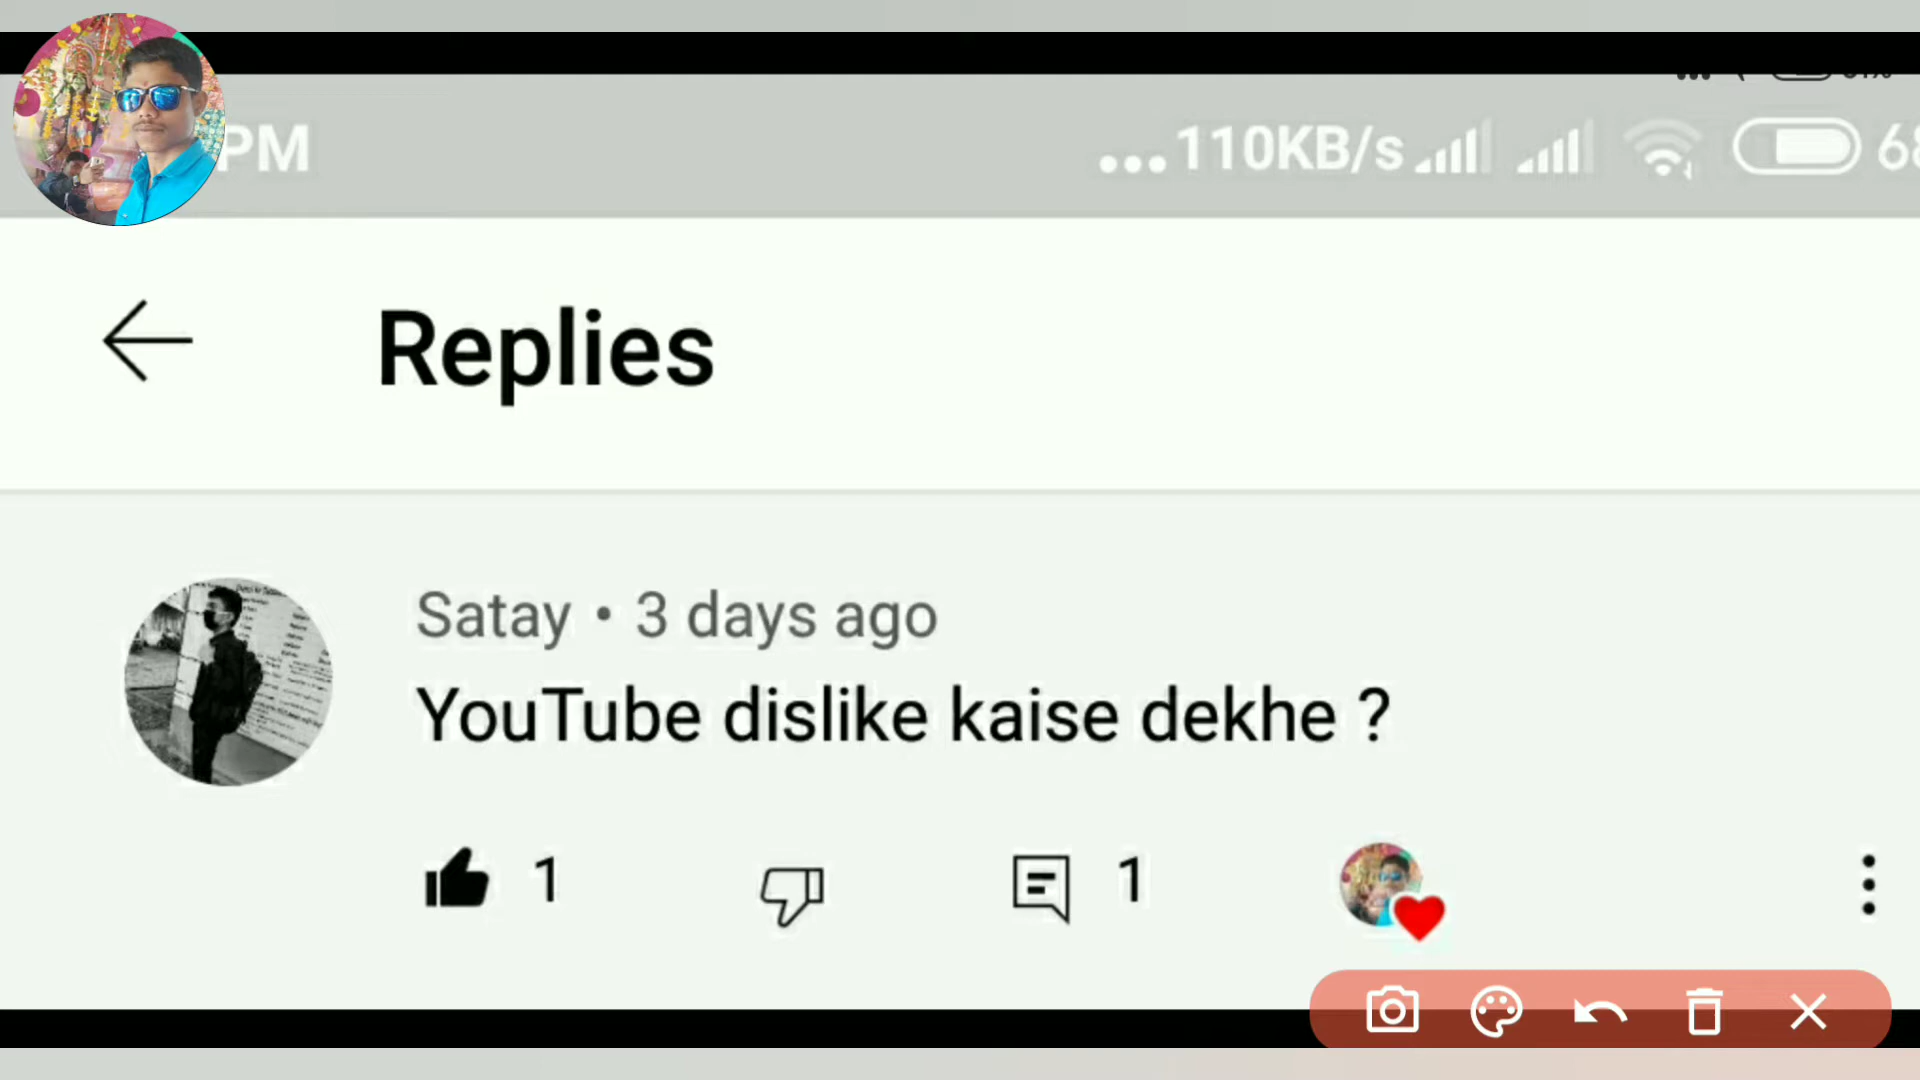 PM
...110KB/s
Replies
Satay • 3 days ago
YouTube dislike kaise dekhe ?
1
1